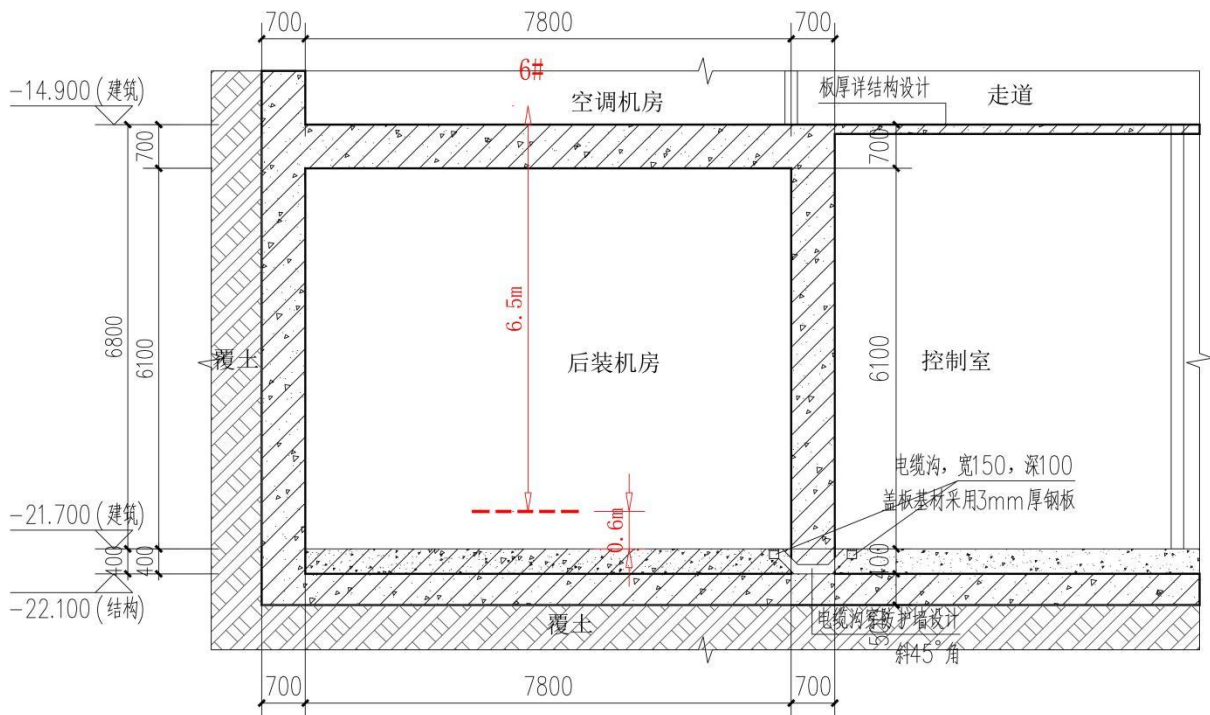 700
7800
700
6#
-14.900(建筑)
空调机房
板厚详结构设计
走道
700
700
6.5m
6800
6100
覆土
后装机房
6100
控制室
电缆沟，宽150，深100
盖板基材采用3mm厚钢板
-21.700(建筑)
0.6m
400
400
400
-22.100(结构)
覆土
电缆沟穿防护墙设计
斜45°角
700
7800
700